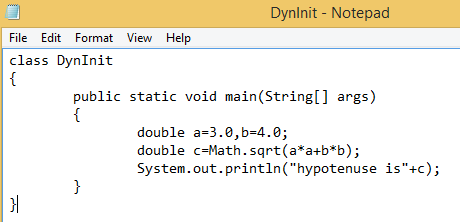 DynInit - Notepad
File Edit Format View Help
class DynInit
{
public static void main(String[] args)
{
double a=3.0,b=4.0;
double c=Math.sqrt(a*a+b*b);
System.out.println("hypotenuse is"+c);
}
}